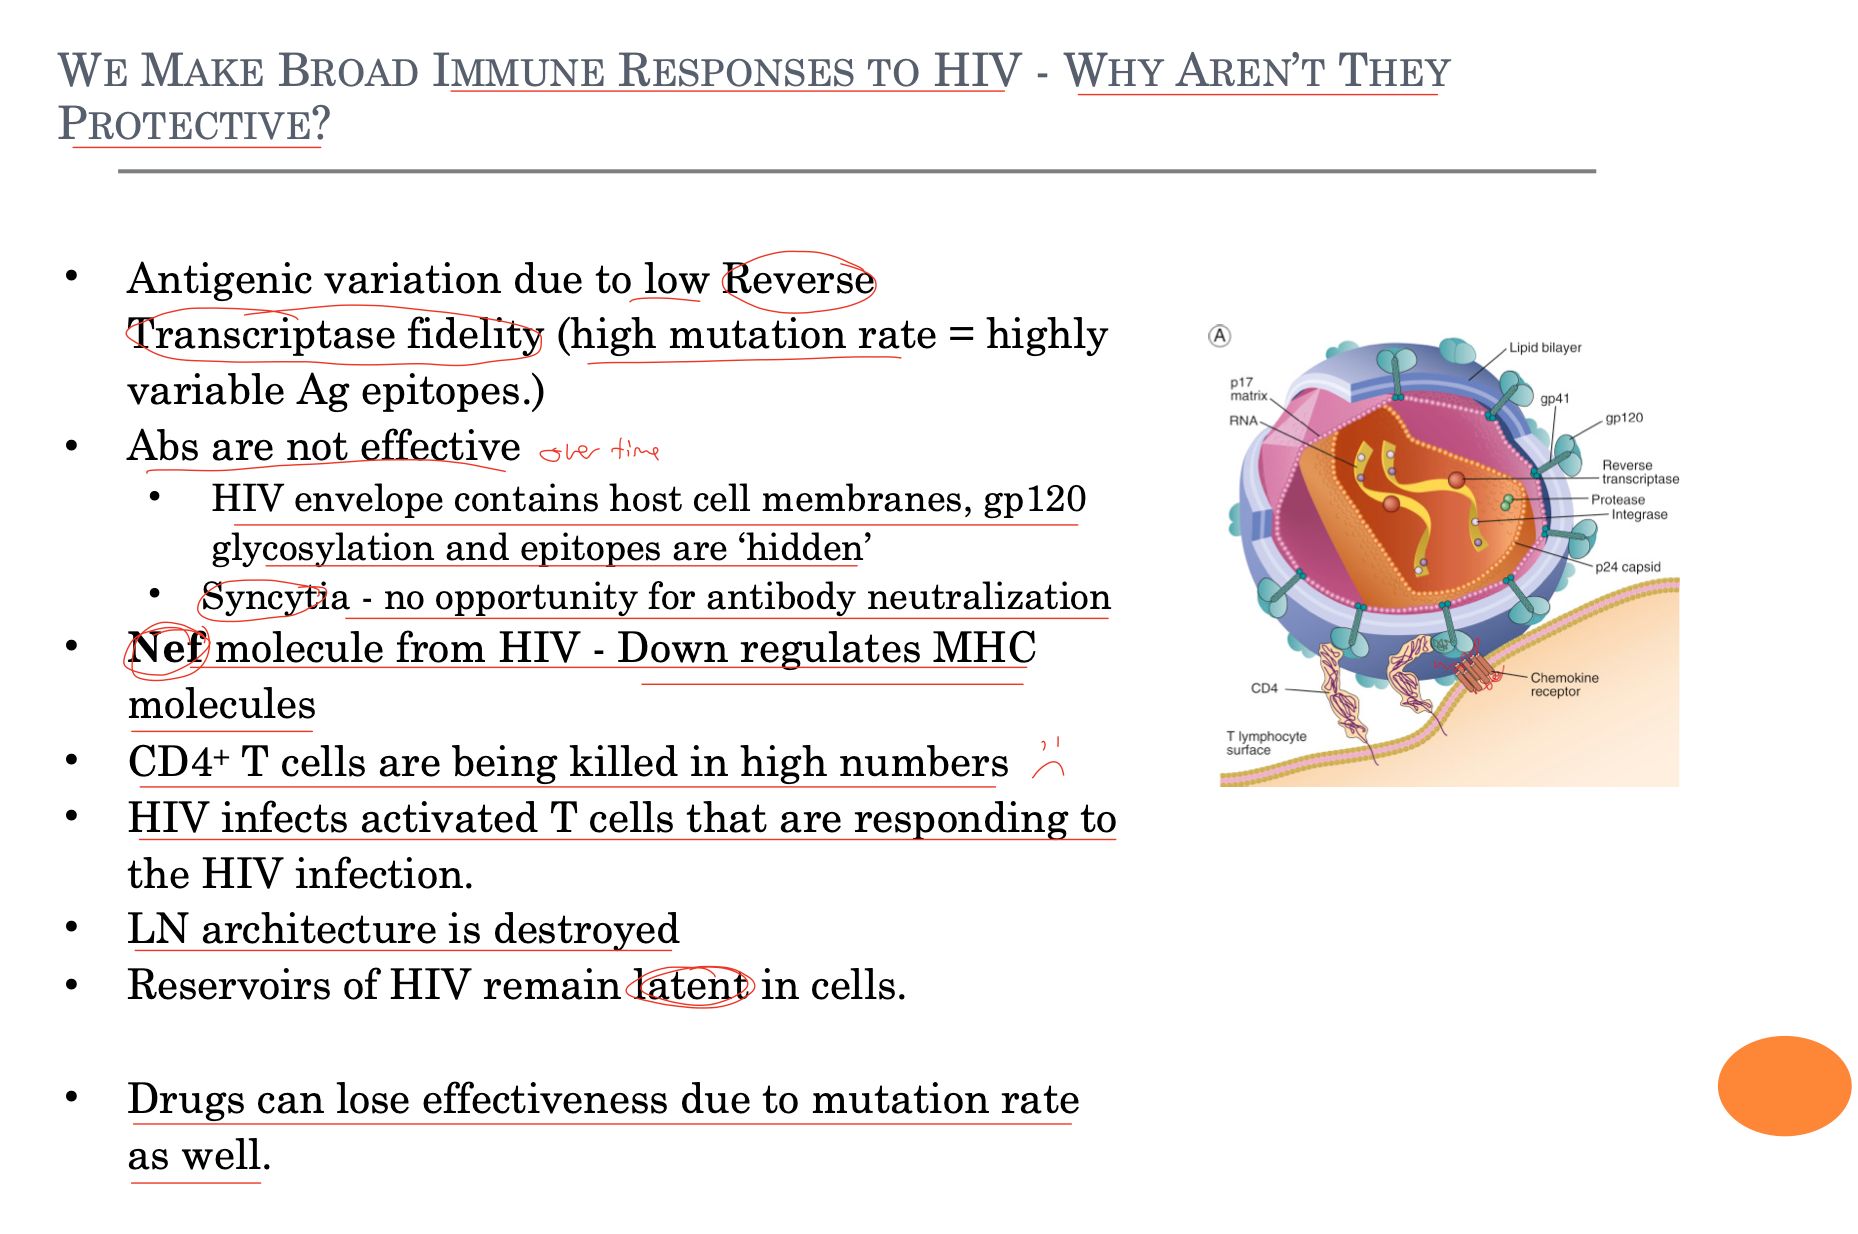 We Make Broad Immune Responses to HIV - Why Aren’t They
Protective?
• Antigenic variation due to low Reverse
Transcriptase fidelity (high mutation rate = highly
variable Ag epitopes.)
• Abs are not effective over time
• HIV envelope contains host cell membranes, gp120
glycosylation and epitopes are ‘hidden’
• Syncytia - no opportunity for antibody neutralization
• Nef molecule from HIV - Down regulates MHC
molecules
• CD4+ T cells are being killed in high numbers
• HIV infects activated T cells that are responding to
the HIV infection.
• LN architecture is destroyed
• Reservoirs of HIV remain latent in cells.
• Drugs can lose effectiveness due to mutation rate
as well.
A
Lipid bilayer
p17
matrix
RNA
gp41
gp120
Reverse
transcriptase
Protease
Integrase
p24 capsid
CD4
Chemokine
receptor
T lymphocyte
surface